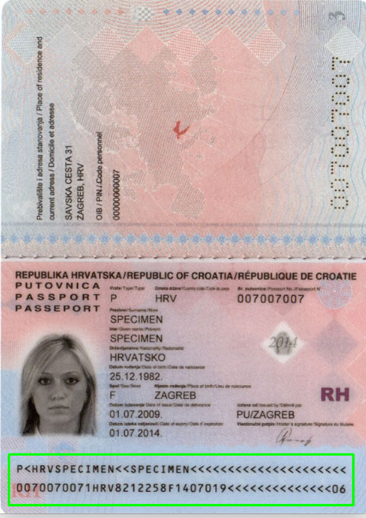 Prebivalište i adresa stanovanja / Place of residence and
current adress / Domicile et adresse
SAVSKA CESTA 31
ZAGREB, HRV
OIB / PIN / Code personnel
00000000007
3
007007007
REPUBLIKA HRVATSKA/REPUBLIC OF CROATIA/RÉPUBLIQUE DE CROATIE
PUTOVNICA
PASSPORT P HRV 007007007
PASSEPORT
SPECIMEN
SPECIMEN
HRVATSKO
2014
25.12.1982.
F ZAGREB
RH
01.07.2009. PU/ZAGREB
01.07.2014.
P<HRVSPECIMEN<<SPECIMEN<<<<<<<<<<<<<<<<<<<<<
0070070071HRV8212258F1407019<<<<<<<<<<<<<<06